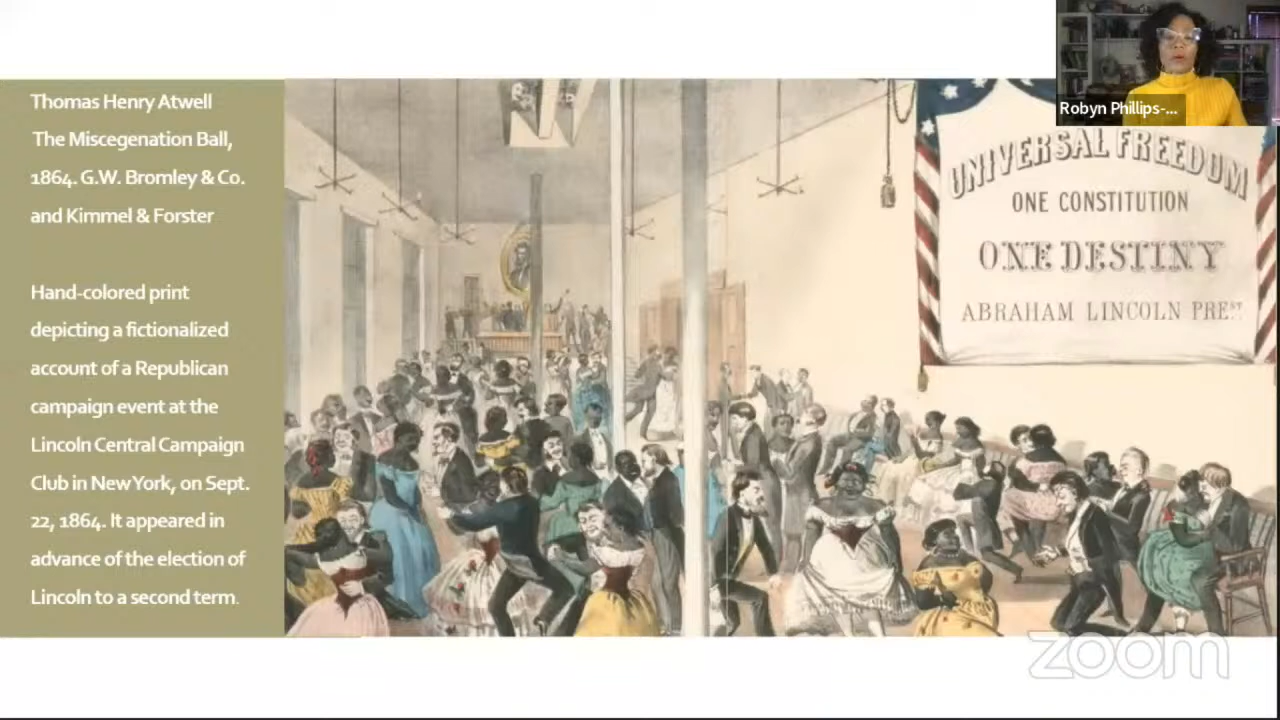 Thomas Henry Atwell
The Miscegenation Ball,
1864. G.W. Bromley & Co.
and Kimmel & Forster
Hand-colored print
depicting a fictionalized
account of a Republican
campaign event at the
Lincoln Central Campaign
Club in New York, on Sept.
22, 1864. It appeared in
advance of the election of
Lincoln to a second term.
UNIVERSAL FREEDOM
ONE CONSTITUTION
ONE DESTINY
ABRAHAM LINCOLN PREST.
Robyn Phillips-...
zoom